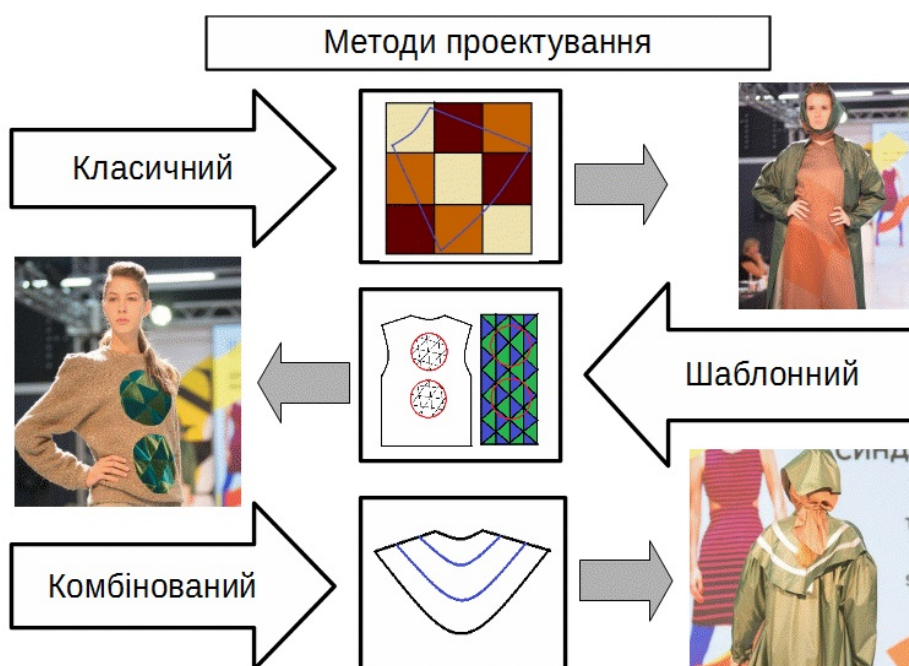 Методи проектування
Класичний
Шаблонний
Комбінований